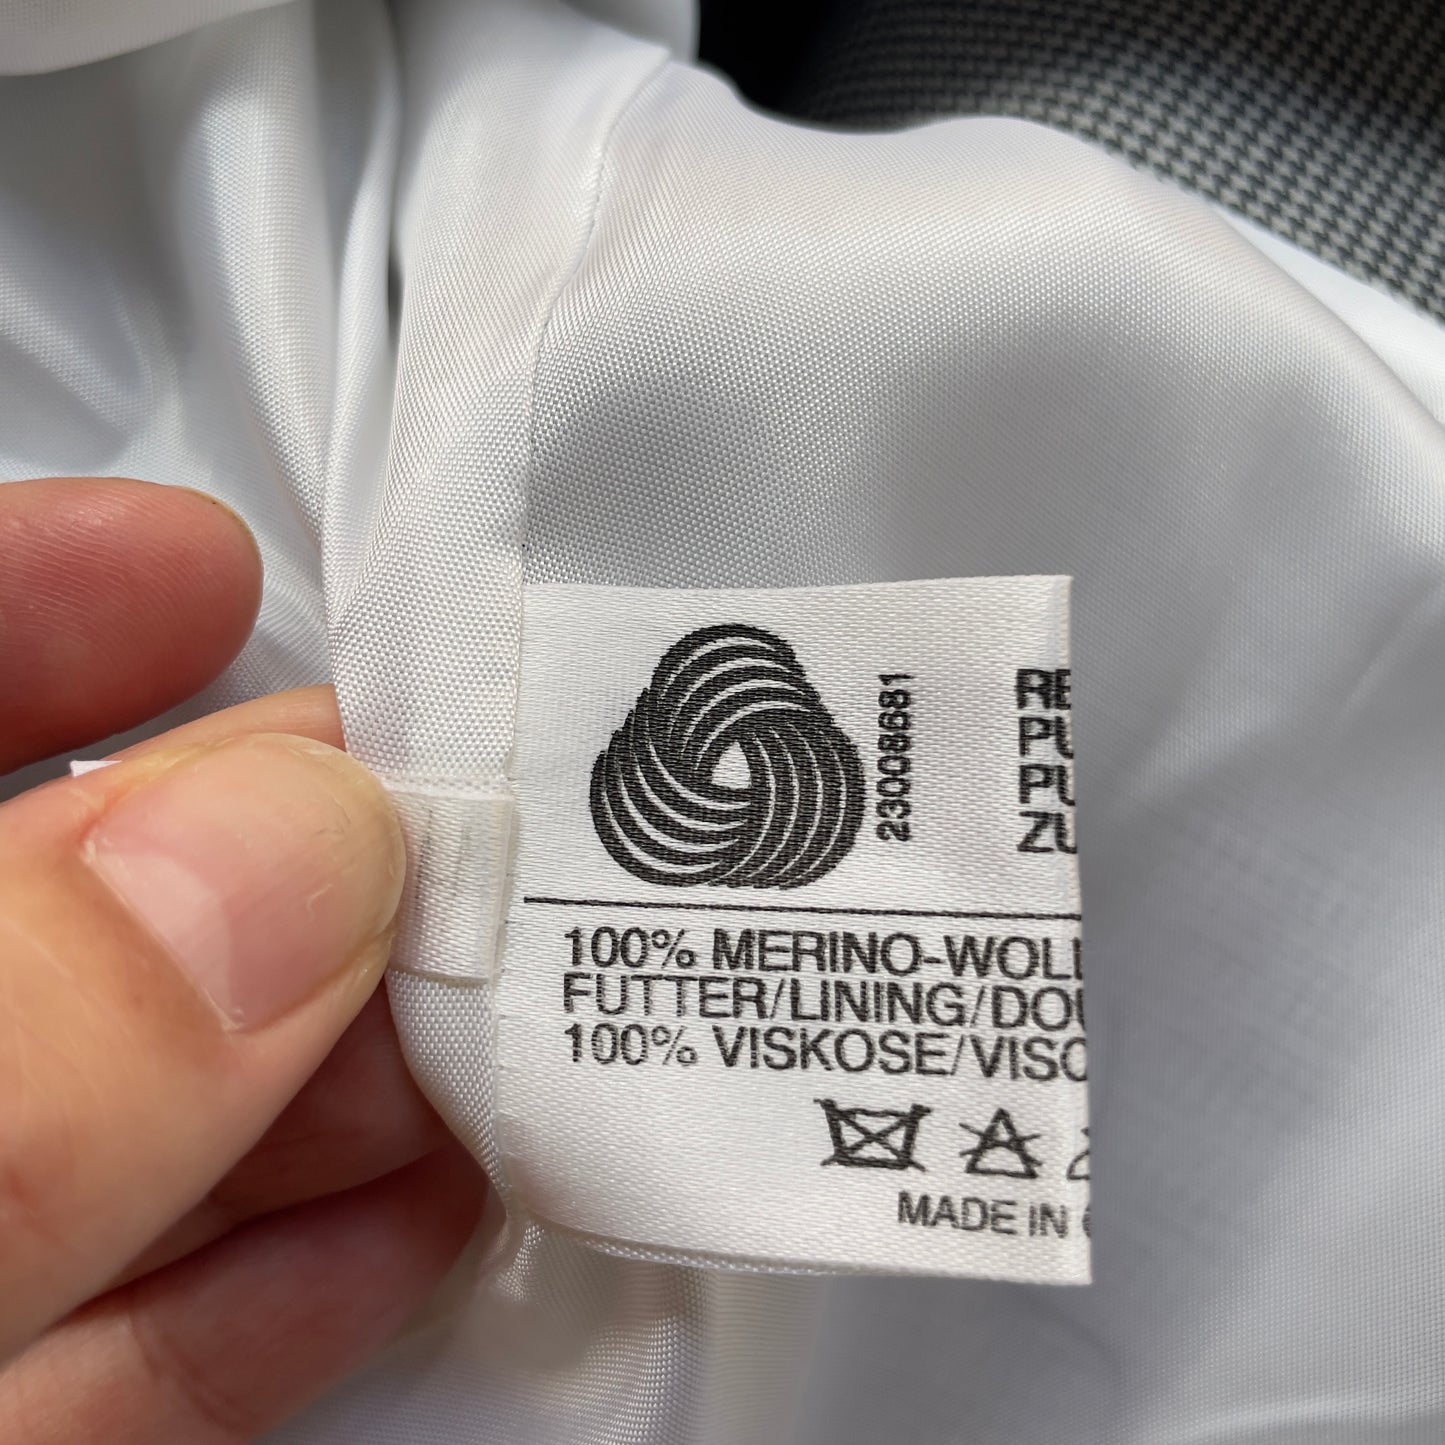 23008681
RE
PU
PU
ZU
100% MERINO-WOLL
FUTTER/LINING/DOU
100% VISKOSE/VISC
MADE IN